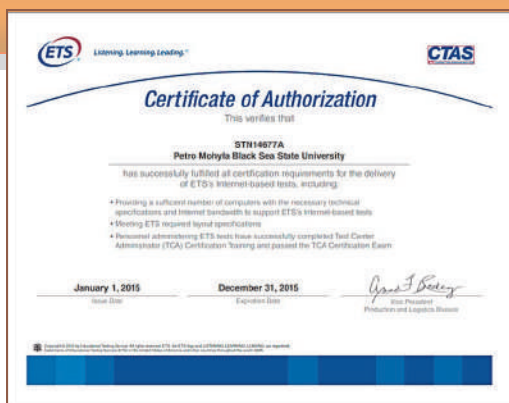 ETS
Listening. Learning. Leading.®
CTAS
Certificate of Authorization
This verifies that
STN14677A
Petro Mohyla Black Sea State University
has successfully fulfilled all certification requirements for the delivery
of ETS's Internet-based tests, including:
• Providing a sufficient number of computers with the necessary technical
specifications and Internet bandwidth to support ETS's Internet-based tests
• Meeting ETS required layout specifications
• Personnel administering ETS tests have successfully completed Test Center
Administrator (TCA) Certification Training and passed the TCA Certification Exam
January 1, 2015
Issue Date
December 31, 2015
Expiration Date
Vice President
Production and Logistics Division